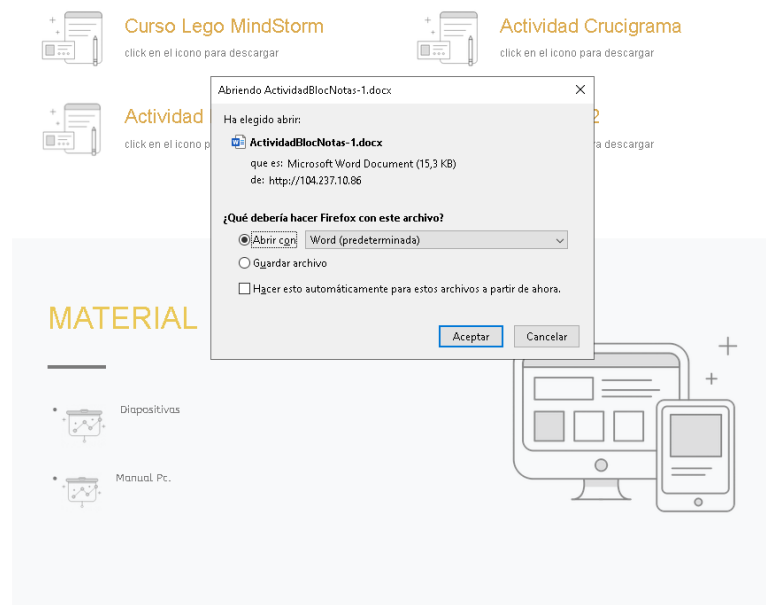 Curso Lego MindStorm
click en el icono para descargar
Actividad Crucigrama
click en el icono para descargar
Actividad
click en el icono p
2
ra descargar
Abriendo ActividadBlocNotas-1.docx
Ha elegido abrir:
ActividadBlocNotas-1.docx
que es: Microsoft Word Document (15,3 KB)
de: http://104.237.10.86
¿Qué debería hacer Firefox con este archivo?
Abrir con Word (predeterminada)
Guardar archivo
Hacer esto automáticamente para estos archivos a partir de ahora.
Aceptar Cancelar
MATERIAL
Diapositivas
Manual Pc.